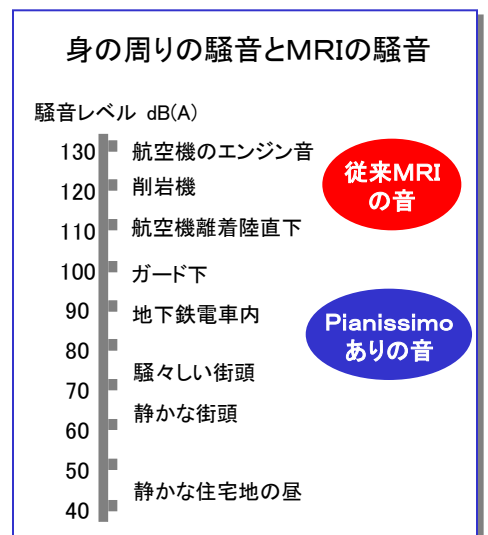 身の周りの騒音とMRIの騒音
騒音レベル dB(A)
130 航空機のエンジン音
120 削岩機
110 航空機離着陸直下
100 ガード下
90 地下鉄電車内
80
騒々しい街頭
70
静かな街頭
60
50
静かな住宅地の昼
40
従来MRI
の音
Pianissimo
ありの音